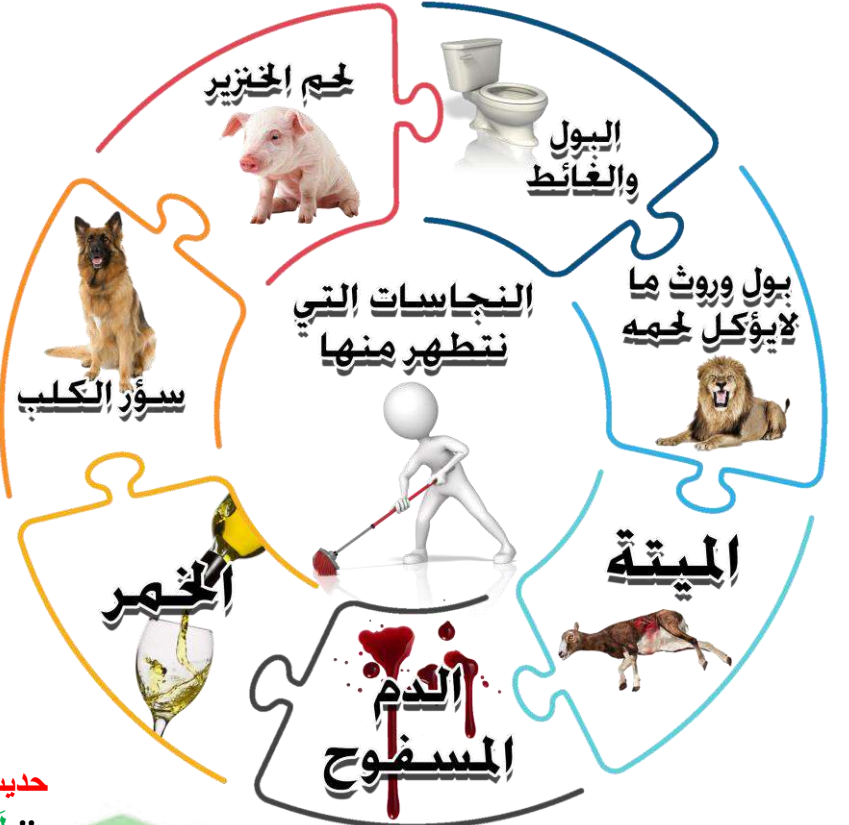 النجاسات التي
نتطهر منها
البول
والغائط
بول وروث ما
لايؤكل لحمه
الميتة
الدم
المسفوح
الخمر
سؤر الكلب
لحم الخنزير